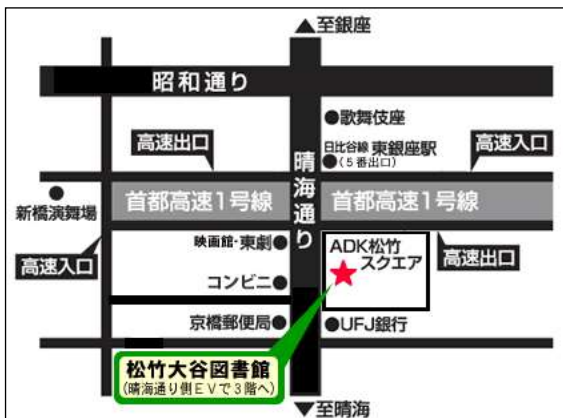 ▲至銀座
昭和通り
●歌舞伎座
高速出口
日比谷線 東銀座駅
●(5番出口)
高速入口
晴海通り
首都高速1号線
首都高速1号線
●
新橋演舞場
高速入口
映画館・東劇●
コンビニ●
京橋郵便局●
ADK松竹
スクエア
★
高速出口
●UFJ銀行
松竹大谷図書館
(晴海通り側EVで3階へ)
▼至晴海